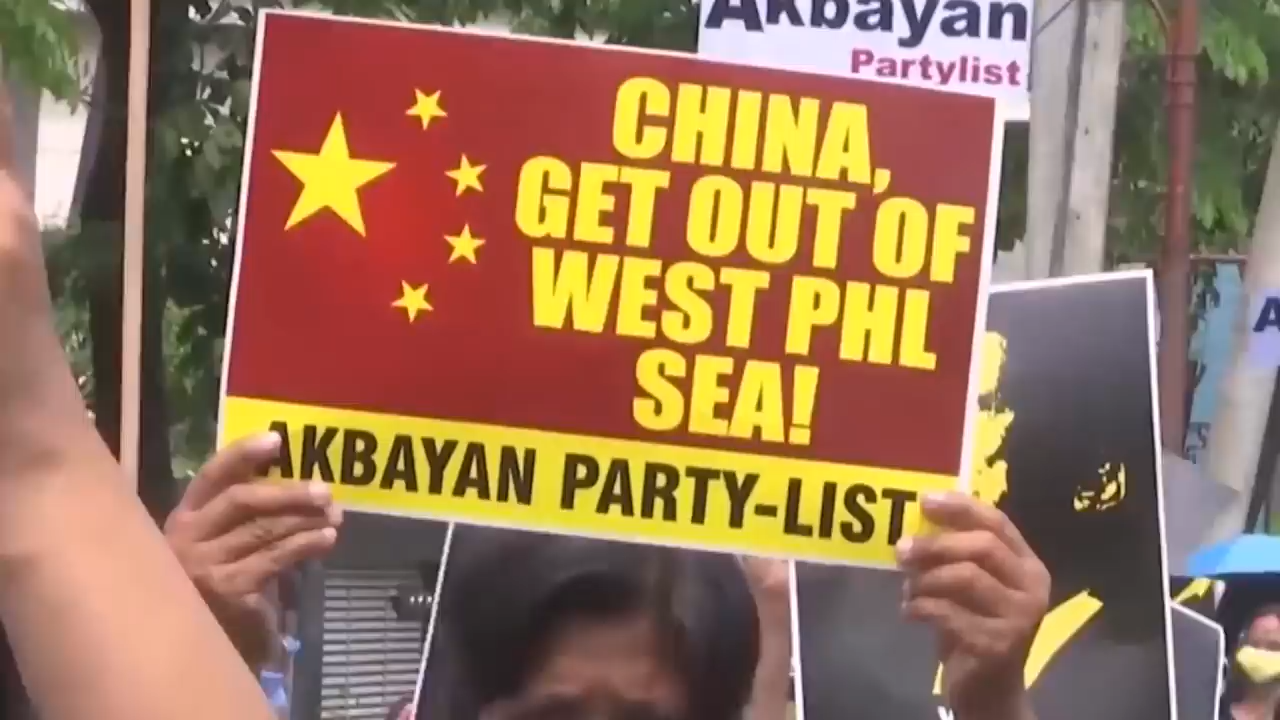 Akbayan
Partylist
CHINA,
GET OUT OF
WEST PHL
SEA!
AKBAYAN PARTY-LIST